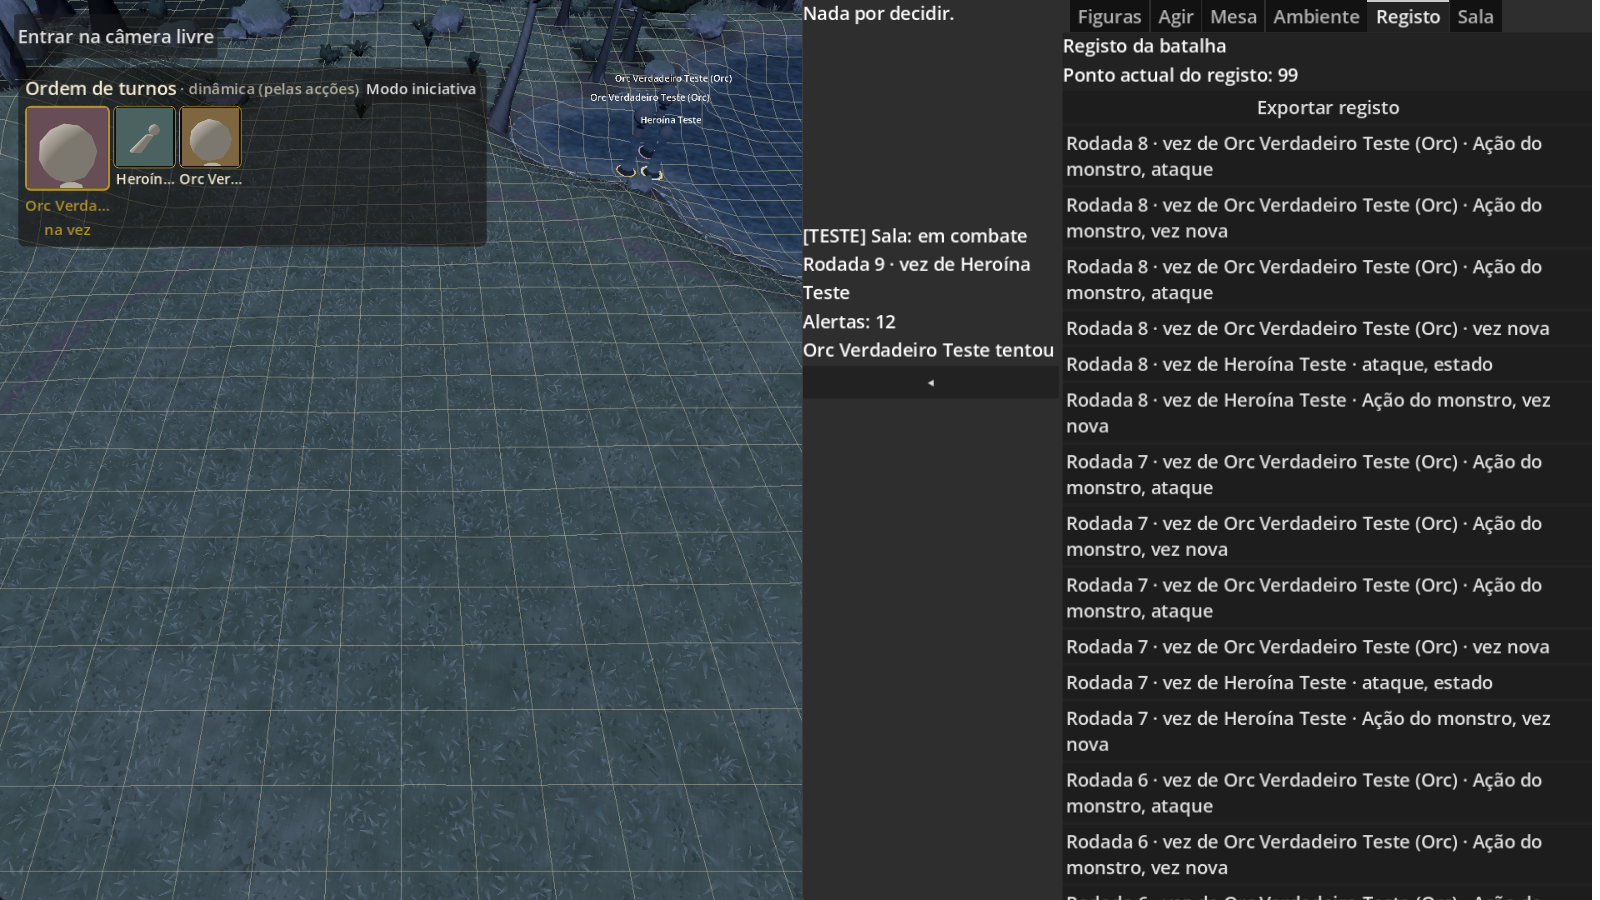 Entrar na câmera livre
Ordem de turnos · dinâmica (pelas acções) Modo iniciativa
Heroín... Orc Ver...
Orc Verda...
na vez
Orc Verdadeiro Teste (Orc)
Orc Verdadeiro Teste (Orc)
Heroína Teste
Nada por decidir.
[TESTE] Sala: em combate
Rodada 9 · vez de Heroína
Teste
Alertas: 12
Orc Verdadeiro Teste tentou
Figuras Agir Mesa Ambiente Registo Sala
Registo da batalha
Ponto actual do registo: 99
Exportar registo
Rodada 8 · vez de Orc Verdadeiro Teste (Orc) · Ação do
monstro, ataque
Rodada 8 · vez de Orc Verdadeiro Teste (Orc) · Ação do
monstro, vez nova
Rodada 8 · vez de Orc Verdadeiro Teste (Orc) · Ação do
monstro, ataque
Rodada 8 · vez de Orc Verdadeiro Teste (Orc) · vez nova
Rodada 8 · vez de Heroína Teste · ataque, estado
Rodada 8 · vez de Heroína Teste · Ação do monstro, vez
nova
Rodada 7 · vez de Orc Verdadeiro Teste (Orc) · Ação do
monstro, ataque
Rodada 7 · vez de Orc Verdadeiro Teste (Orc) · Ação do
monstro, vez nova
Rodada 7 · vez de Orc Verdadeiro Teste (Orc) · Ação do
monstro, ataque
Rodada 7 · vez de Orc Verdadeiro Teste (Orc) · vez nova
Rodada 7 · vez de Heroína Teste · ataque, estado
Rodada 7 · vez de Heroína Teste · Ação do monstro, vez
nova
Rodada 6 · vez de Orc Verdadeiro Teste (Orc) · Ação do
monstro, ataque
Rodada 6 · vez de Orc Verdadeiro Teste (Orc) · Ação do
monstro, vez nova